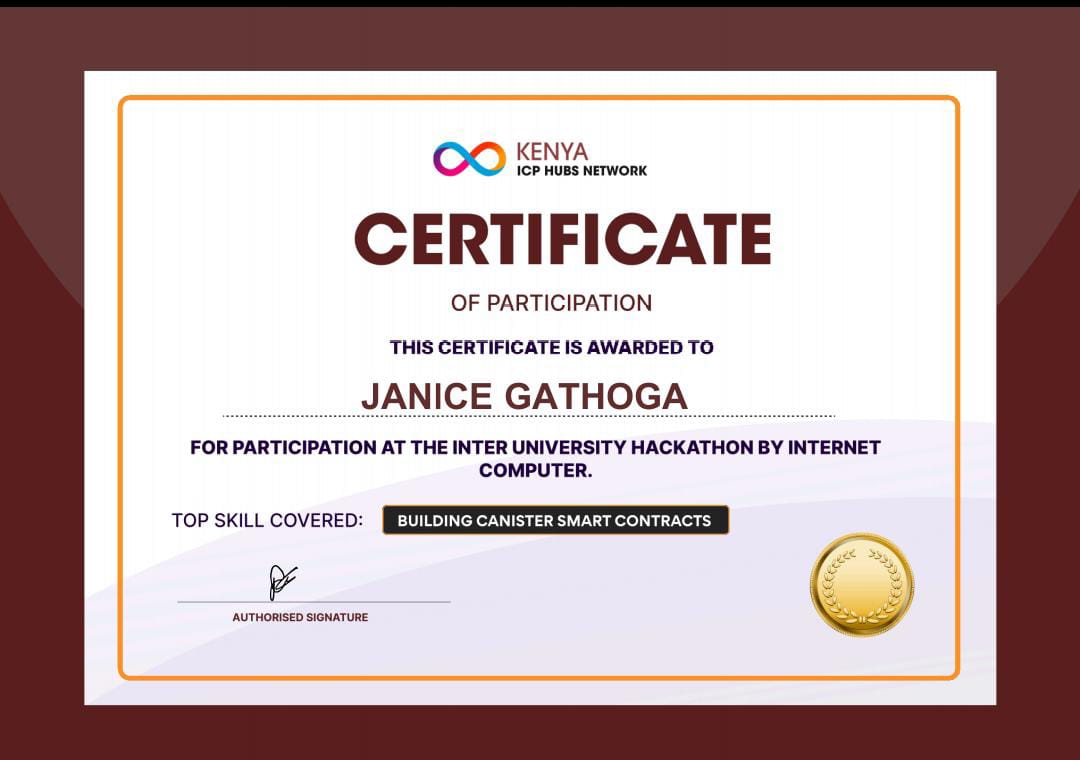 KENYA
ICP HUBS NETWORK
CERTIFICATE
OF PARTICIPATION
THIS CERTIFICATE IS AWARDED TO
JANICE GATHOGA
FOR PARTICIPATION AT THE INTER UNIVERSITY HACKATHON BY INTERNET
COMPUTER.
TOP SKILL COVERED: BUILDING CANISTER SMART CONTRACTS
AUTHORISED SIGNATURE